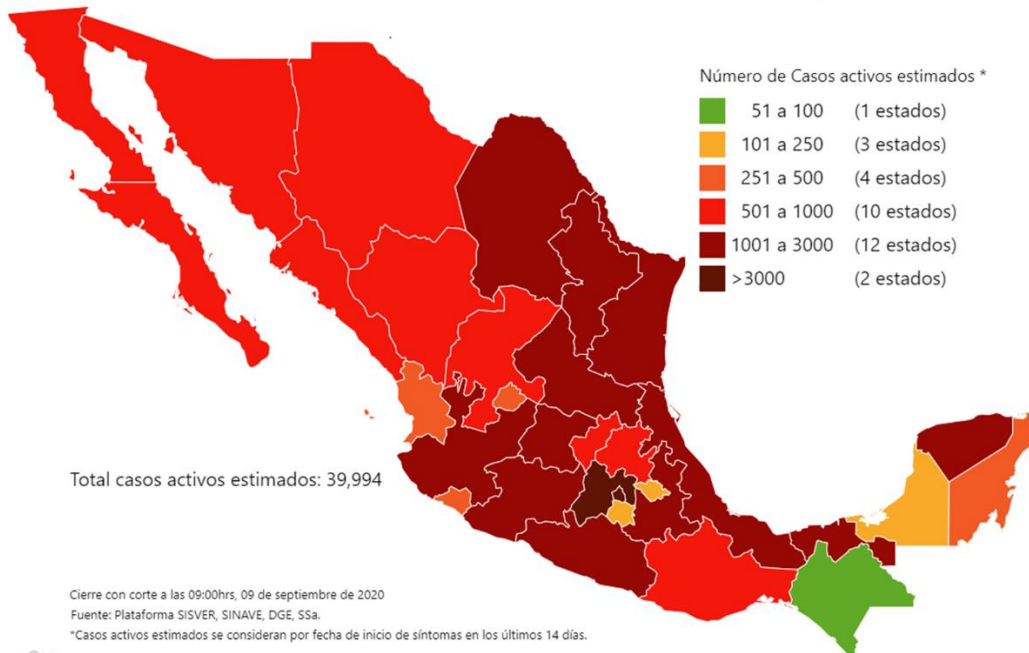 Número de Casos activos estimados *
51 a 100 (1 estados)
101 a 250 (3 estados)
251 a 500 (4 estados)
501 a 1000 (10 estados)
1001 a 3000 (12 estados)
>3000 (2 estados)
Total casos activos estimados: 39,994
Cierre con corte a las 09:00hrs, 09 de septiembre de 2020
Fuente: Plataforma SISVER, SINAVE, DGE, SSa.
*Casos activos estimados se consideran por fecha de inicio de síntomas en los últimos 14 días.